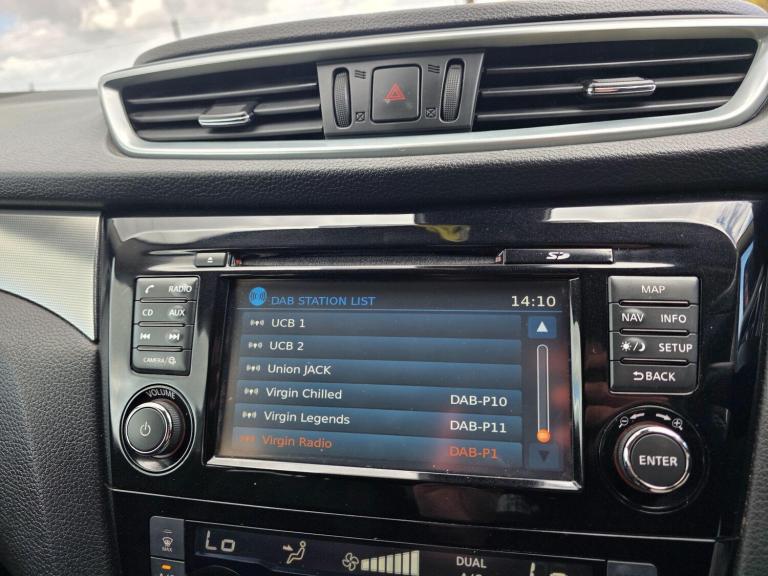 SD
RADIO
CD AUX
CAMERA/
VOLUME
DAB STATION LIST 14:10
UCB 1
UCB 2
Union JACK
Virgin Chilled DAB-P10
Virgin Legends DAB-P11
Virgin Radio DAB-P1
MAP
NAV INFO
SETUP
BACK
ENTER
MAX
Lo
DUAL